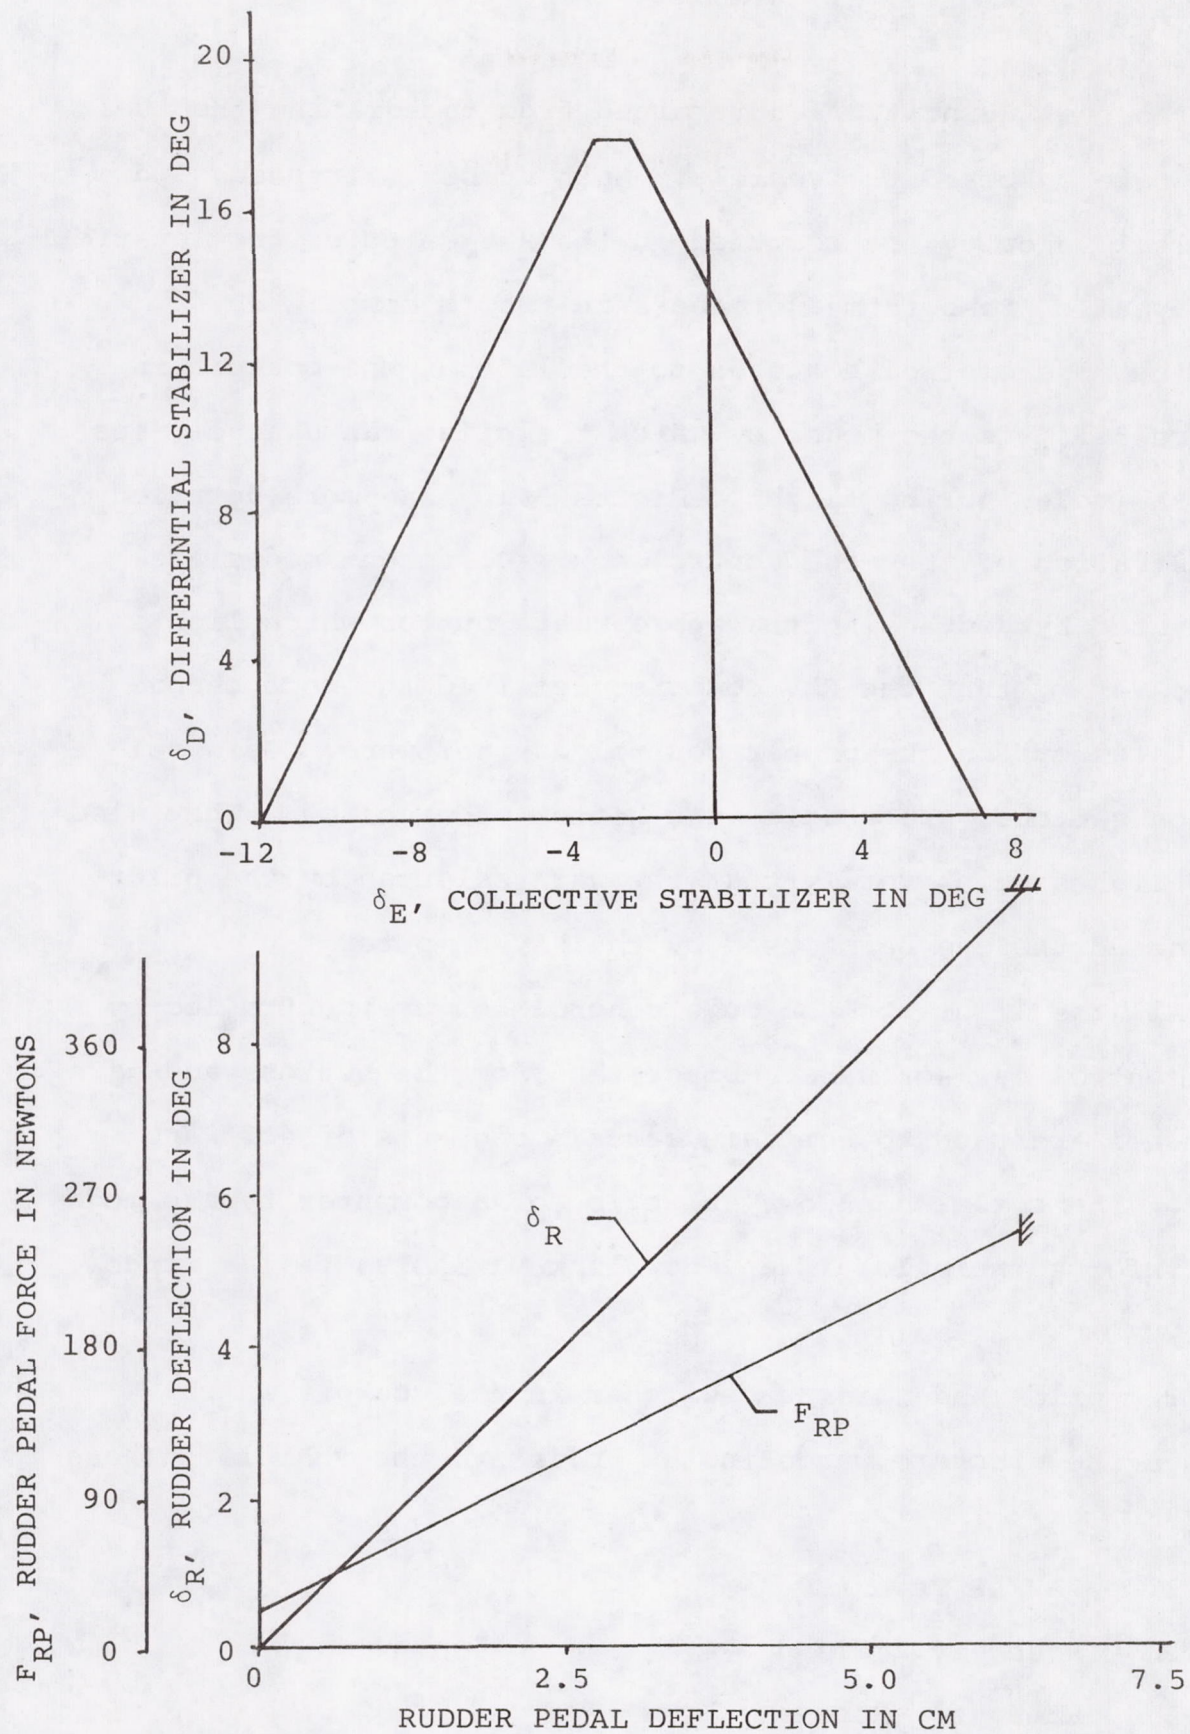 20
16
12
8
4
0
δD, DIFFERENTIAL STABILIZER IN DEG
-12 -8 -4 0 4 8
δE, COLLECTIVE STABILIZER IN DEG
FRP, RUDDER PEDAL FORCE IN NEWTONS
360
270
180
90
0
δR, RUDDER DEFLECTION IN DEG
8
6
4
2
0
δR
FRP
0 2.5 5.0 7.5
RUDDER PEDAL DEFLECTION IN CM